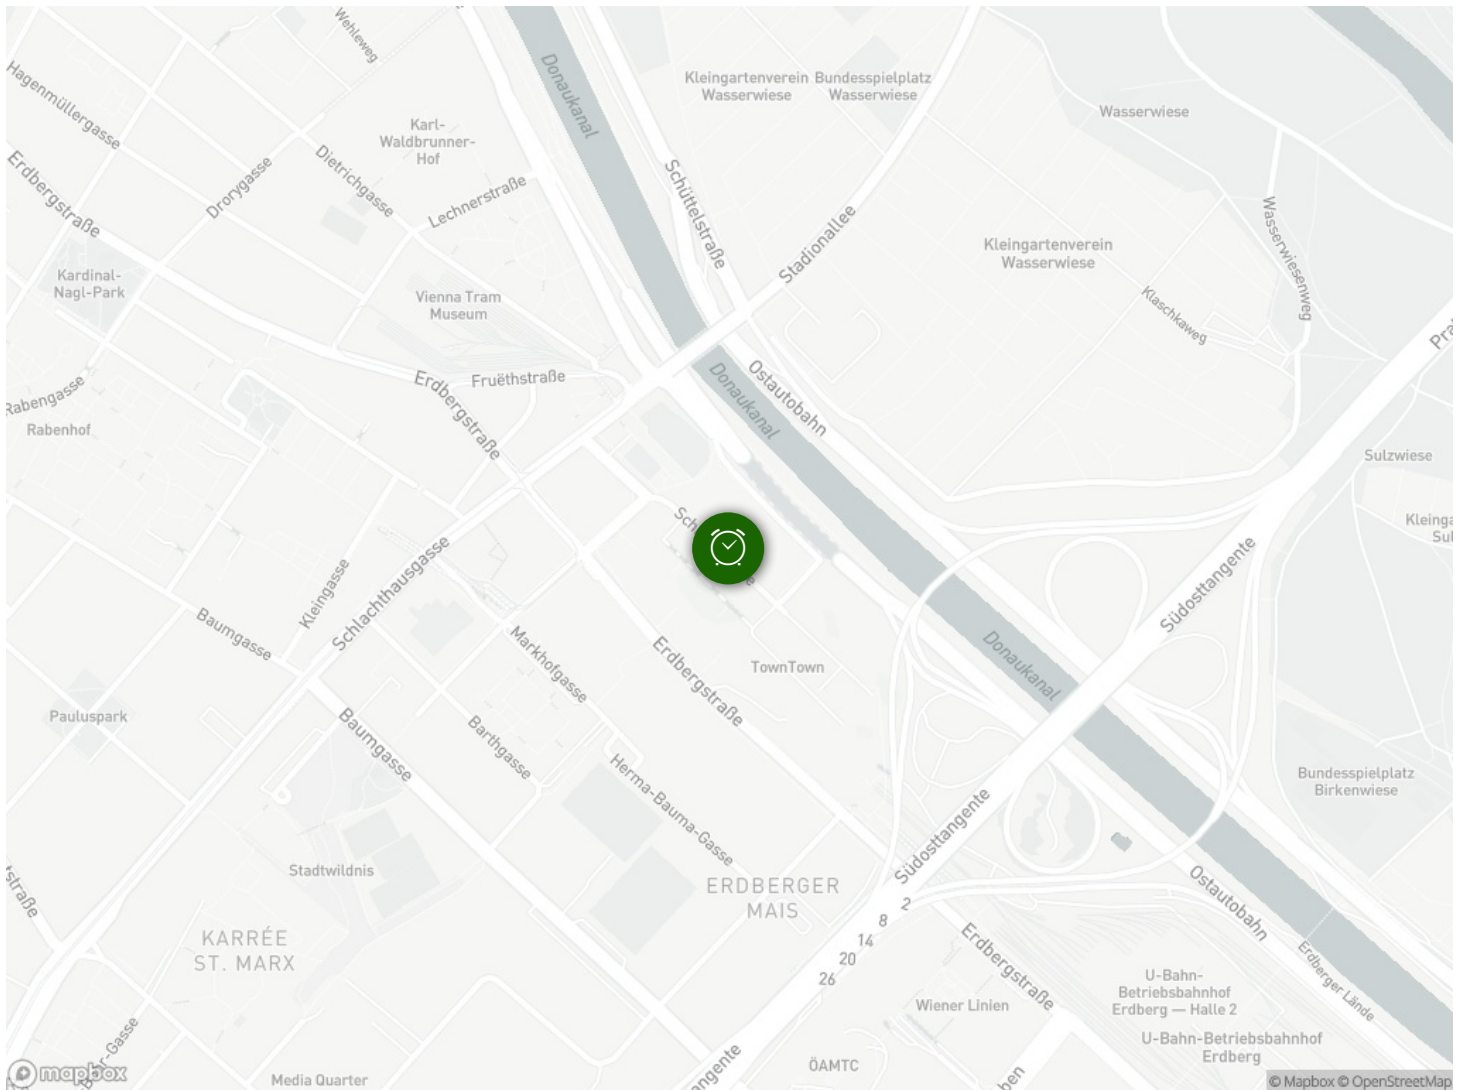 Wehleweg
Donaukanal
Kleingartenverein
Wasserwiese
Bundesspielplatz
Wasserwiese
Wasserwiese
Hagenmüllergasse
Karl-
Waldbrunner-
Hof
Dietrichgasse
Drorygasse
Lechnerstraße
Erdbergstraße
Schüttelstraße
Stadionallee
Kleingartenverein
Wasserwiese
Wasserwiesenweg
Kardinal-
Nagl-Park
Vienna Tram
Museum
Klaschkaweg
Erdbergstraße
Fruëthstraße
Donaukanal
Ostautobahn
Rabengasse
Rabenhof
Sulzwiese
Kleingasse
Schlachthausgasse
Südosttangente
Baumgasse
Markhofgasse
Erdbergstraße
TownTown
Donaukanal
Pauluspark
Baumgasse
Barthgasse
Herma-Bauma-Gasse
Bundesspielplatz
Birkenwiese
Südosttangente
Stadtwildnis
ERDBERGER
MAIS
Ostautobahn
2
8
14
20
26
KARRÉE
ST. MARX
Erdbergstraße
Erdberger Lände
U-Bahn-
Betriebsbahnhof
Erdberg — Halle 2
Wiener Linien
U-Bahn-Betriebsbahnhof
Erdberg
ÖAMTC
Media Quarter
mapbox
© Mapbox © OpenStreetMap